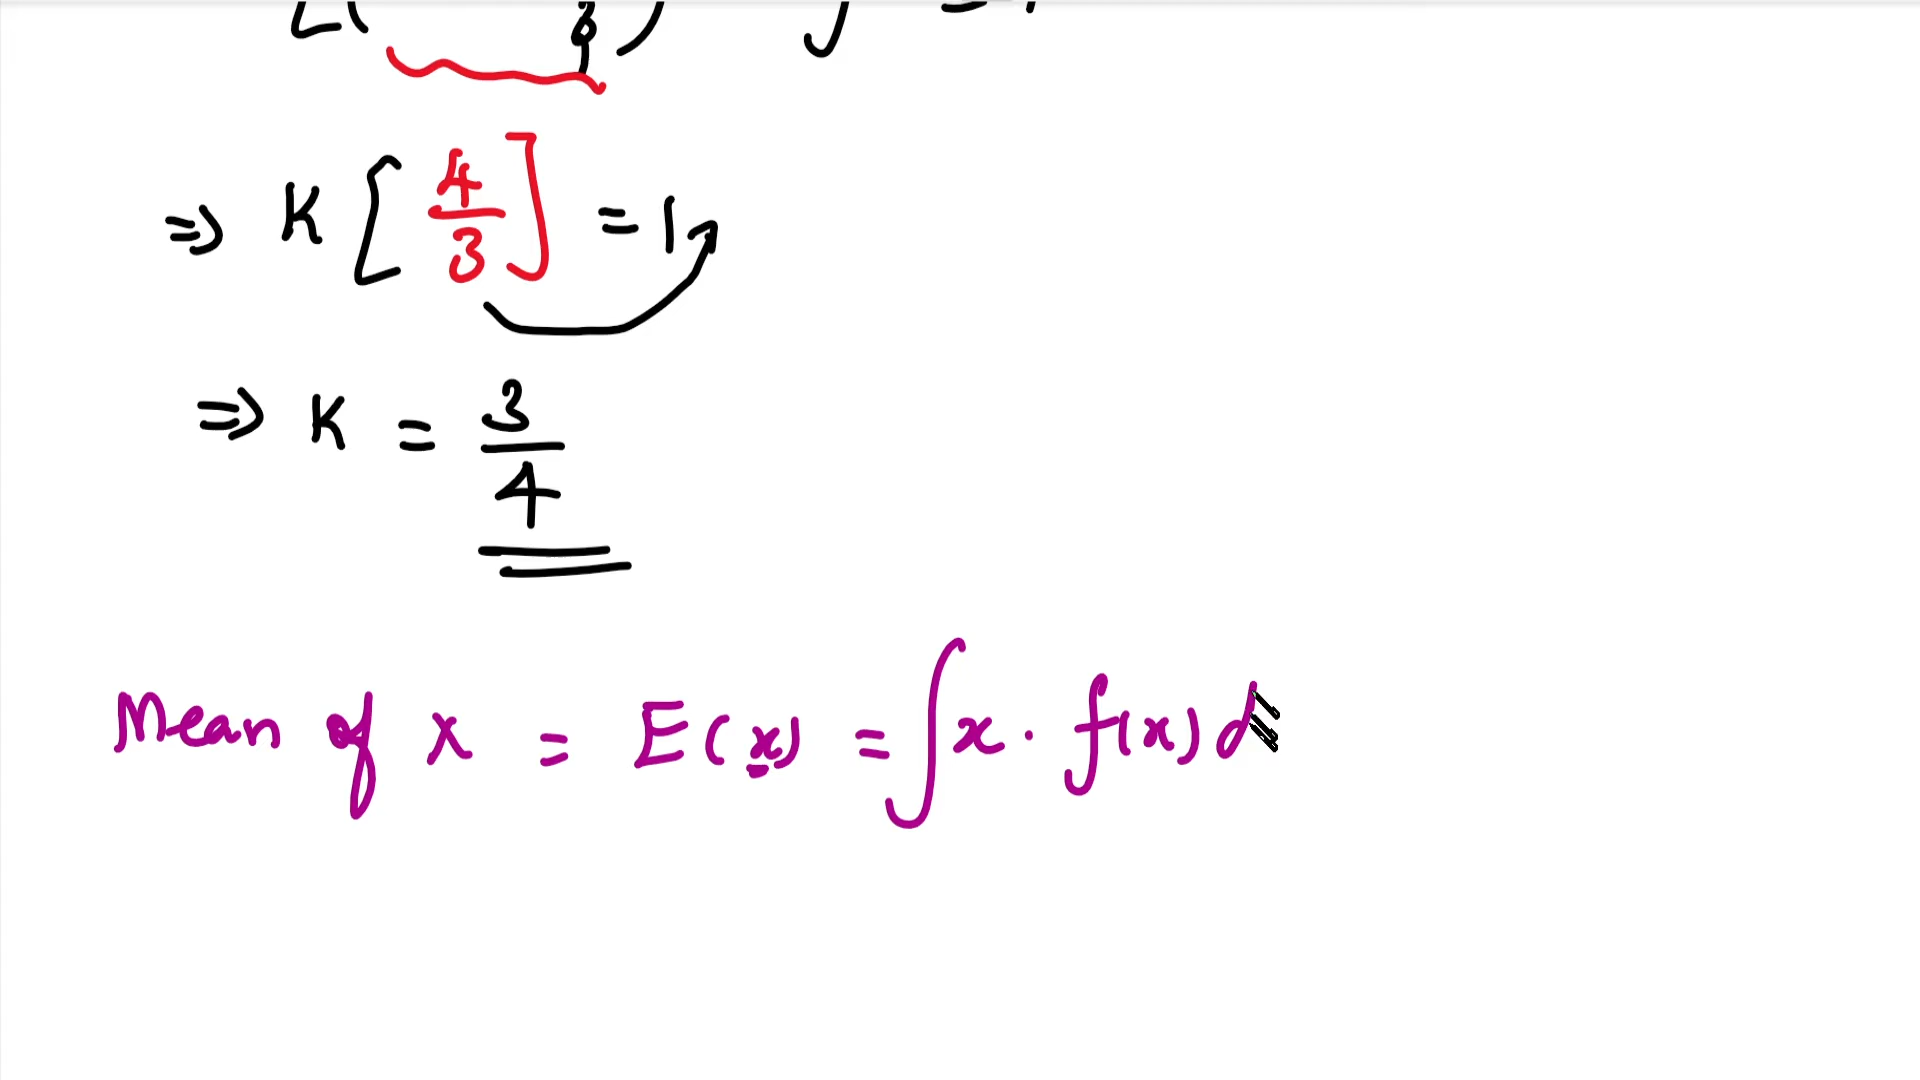 ⇒ K [ 4/3 ] = 1
⇒ K = 3/4
Mean of x = E(x) = ∫ x · f(x) d